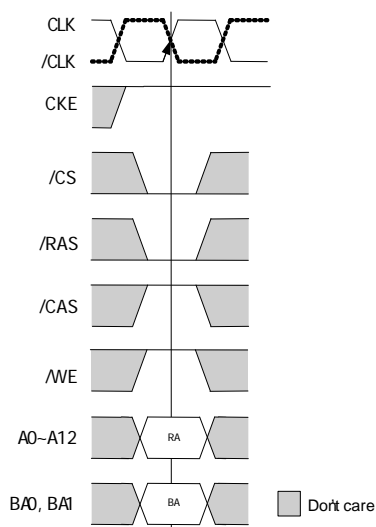 CLK
/CLK
CKE
/CS
/RAS
/CAS
/WE
A0~A12
RA
BA0, BA1
BA
Don't care